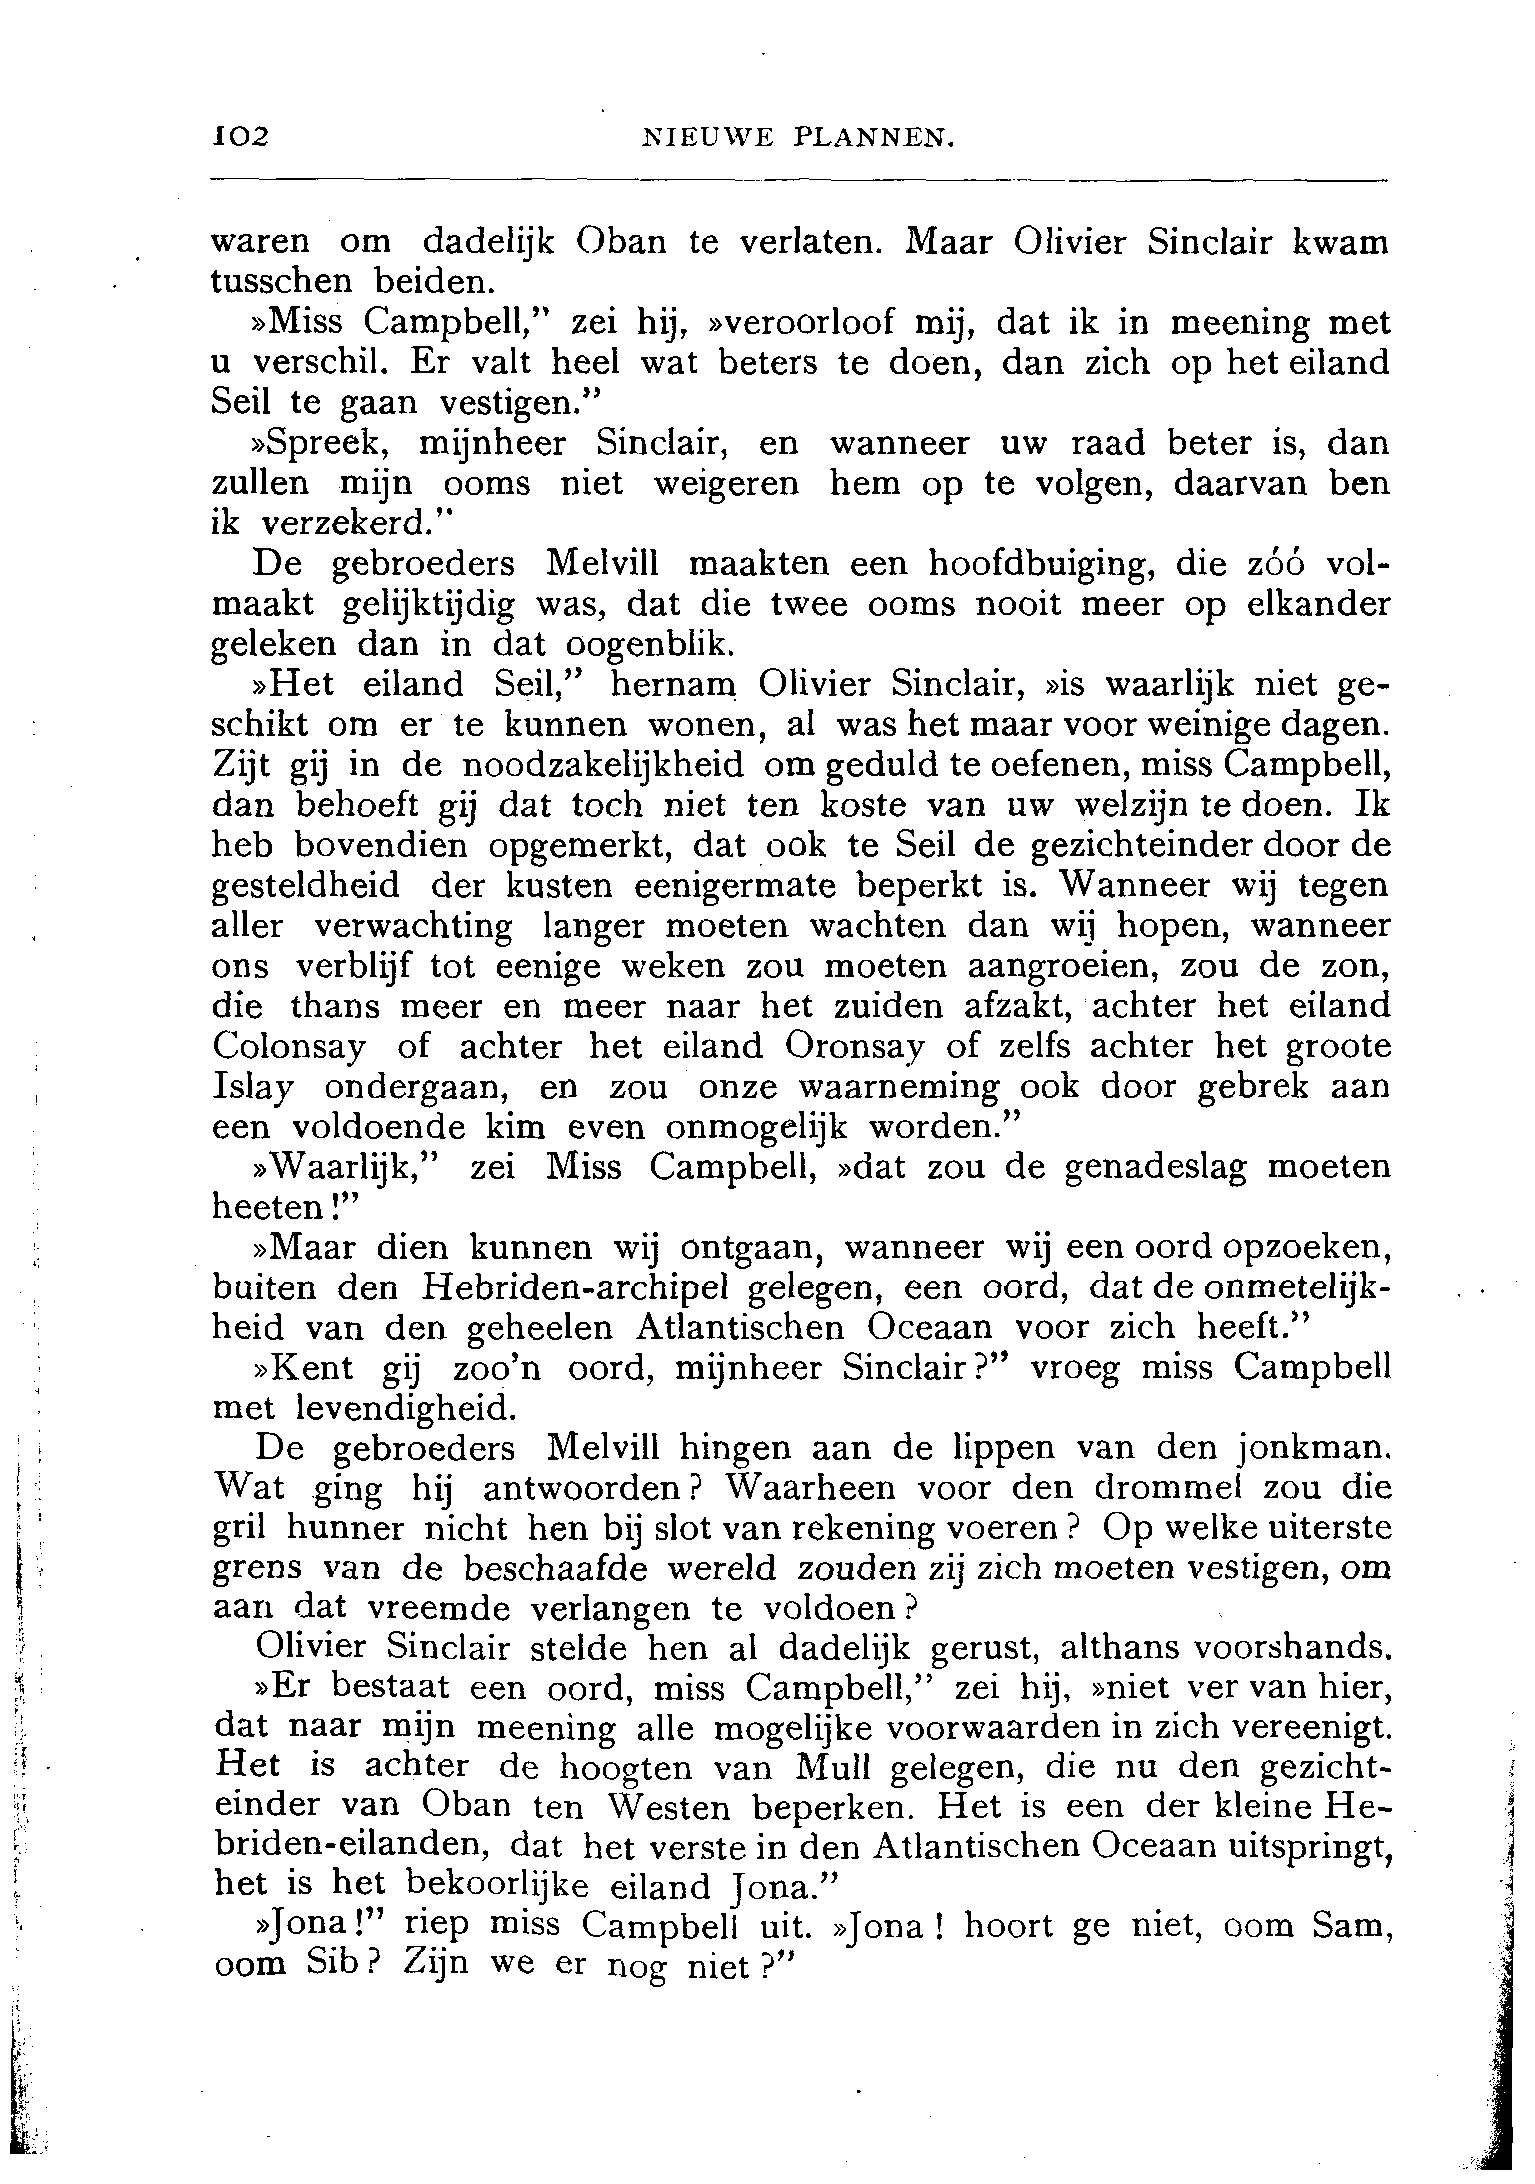 102 NIEUWE PLANNEN.
waren om dadelijk Oban te verlaten. Maar Olivier Sinclair kwam
tusschen beiden.
»Miss Campbell,” zei hij, »veroorloof mij, dat ik in meening met
u verschil. Er valt heel wat beters te doen, dan zich op het eiland
Seil te gaan vestigen.”
»Spreek, mijnheer Sinclair, en wanneer uw raad beter is, dan
zullen mijn ooms niet weigeren hem op te volgen, daarvan ben
ik verzekerd.”
De gebroeders Melvill maakten een hoofdbuiging, die zóó vol-
maakt gelijktijdig was, dat die twee ooms nooit meer op elkander
geleken dan in dat oogenblik.
»Het eiland Seil,” hernam Olivier Sinclair, »is waarlijk niet ge-
schikt om er te kunnen wonen, al was het maar voor weinige dagen.
Zijt gij in de noodzakelijkheid om geduld te oefenen, miss Campbell,
dan behoeft gij dat toch niet ten koste van uw welzijn te doen. Ik
heb bovendien opgemerkt, dat ook te Seil de gezichteinder door de
gesteldheid der kusten eenigermate beperkt is. Wanneer wij tegen
aller verwachting langer moeten wachten dan wij hopen, wanneer
ons verblijf tot eenige weken zou moeten aangroeien, zou de zon,
die thans meer en meer naar het zuiden afzakt, achter het eiland
Colonsay of achter het eiland Oronsay of zelfs achter het groote
Islay ondergaan, en zou onze waarneming ook door gebrek aan
een voldoende kim even onmogelijk worden.”
»Waarlijk,” zei Miss Campbell, »dat zou de genadeslag moeten
heeten!”
»Maar dien kunnen wij ontgaan, wanneer wij een oord opzoeken,
buiten den Hebriden-archipel gelegen, een oord, dat de onmetelijk-
heid van den geheelen Atlantischen Oceaan voor zich heeft.”
»Kent gij zoo’n oord, mijnheer Sinclair?” vroeg miss Campbell
met levendigheid.
De gebroeders Melvill hingen aan de lippen van den jonkman.
Wat ging hij antwoorden? Waarheen voor den drommel zou die
gril hunner nicht hen bij slot van rekening voeren? Op welke uiterste
grens van de beschaafde wereld zouden zij zich moeten vestigen, om
aan dat vreemde verlangen te voldoen?
Olivier Sinclair stelde hen al dadelijk gerust, althans voorshands.
»Er bestaat een oord, miss Campbell,” zei hij, »niet ver van hier,
dat naar mijn meening alle mogelijke voorwaarden in zich vereenigt.
Het is achter de hoogten van Mull gelegen, die nu den gezicht-
einder van Oban ten Westen beperken. Het is een der kleine He-
briden-eilanden, dat het verste in den Atlantischen Oceaan uitspringt,
het is het bekoorlijke eiland Jona.”
»Jona!” riep miss Campbell uit. »Jona! hoort ge niet, oom Sam,
oom Sib? Zijn we er nog niet?”